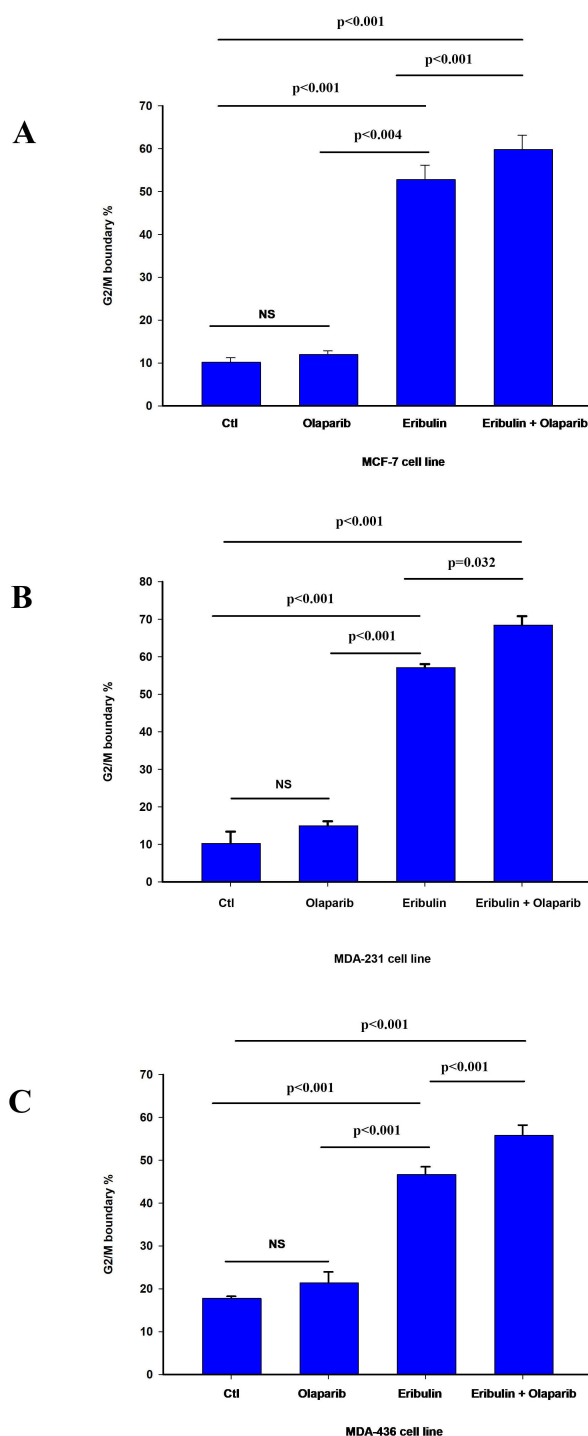 p<0.001
p<0.001
p<0.001
A
p<0.004
NS
G2/M boundary %
70
60
50
40
30
20
10
0
Ctl Olaparib Eribulin Eribulin + Olaparib
MCF-7 cell line
p<0.001
p=0.032
B
p<0.001
p<0.001
NS
G2/M boundary %
80
70
60
50
40
30
20
10
0
Ctl Olaparib Eribulin Eribulin + Olaparib
MDA-231 cell line
p<0.001
p<0.001
C
p<0.001
p<0.001
NS
G2/M boundary %
70
60
50
40
30
20
10
0
Ctl Olaparib Eribulin Eribulin + Olaparib
MDA-436 cell line